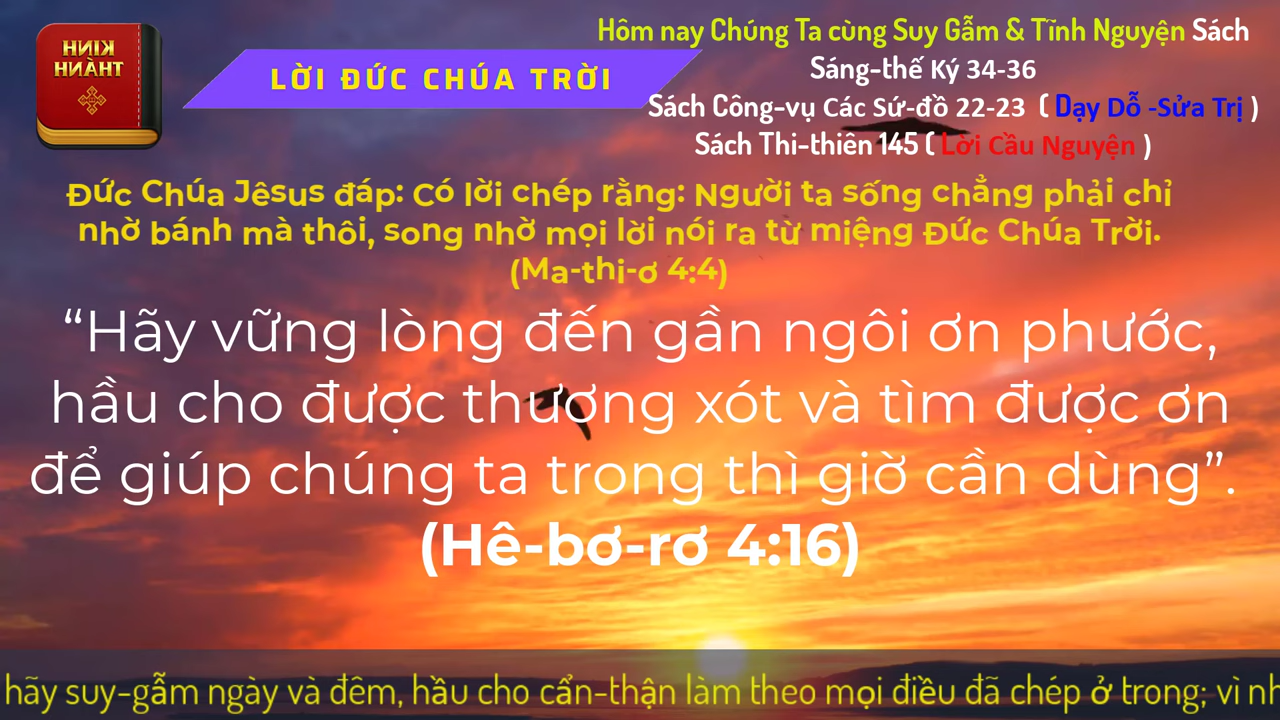 KINH
THÀNH
LỜI ĐỨC CHÚA TRỜI
Hôm nay Chúng Ta cùng Suy Gẫm & Tĩnh Nguyện Sách
Sáng-thế Ký 34-36
Sách Công-vụ Các Sứ-đồ 22-23 ( Dạy Dỗ -Sửa Trị )
Sách Thi-thiên 145 ( Lời Cầu Nguyện )
Đức Chúa Jêsus đáp: Có lời chép rằng: Người ta sống chẳng phải chỉ
nhờ bánh mà thôi, song nhờ mọi lời nói ra từ miệng Đức Chúa Trời.
(Ma-thi-ơ 4:4)
“Hãy vững lòng đến gần ngôi ơn phước,
hầu cho được thương xót và tìm được ơn
để giúp chúng ta trong thì giờ cần dùng”.
(Hê-bơ-rơ 4:16)
hãy suy-gẫm ngày và đêm, hầu cho cẩn-thận làm theo mọi điều đã chép ở trong; vì nh